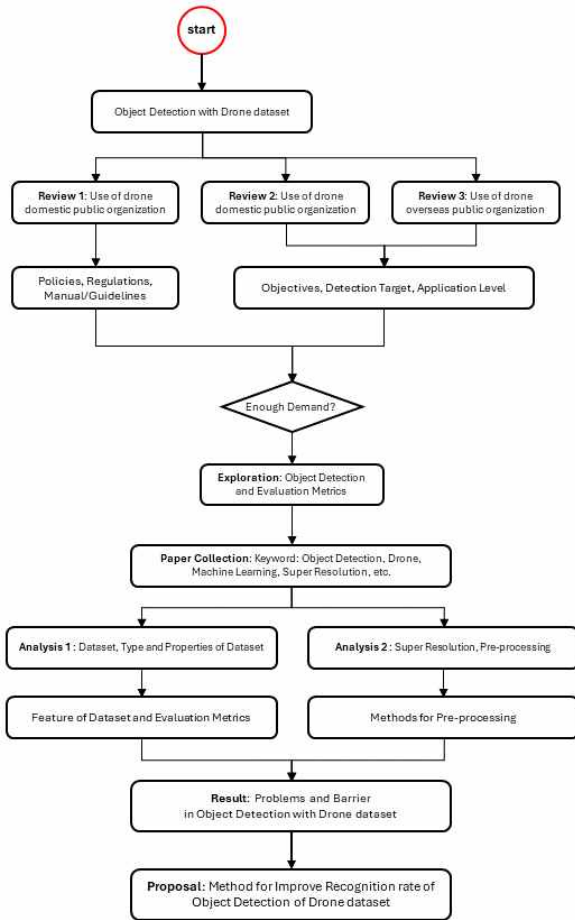 start
Object Detection with Drone dataset
Review 1: Use of drone
domestic public organization
Review 2: Use of drone
domestic public organization
Review 3: Use of drone
overseas public organization
Policies, Regulations,
Manual/Guidelines
Objectives, Detection Target, Application Level
Enough Demand?
Exploration: Object Detection
and Evaluation Metrics
Paper Collection: Keyword: Object Detection, Drone,
Machine Learning, Super Resolution, etc.
Analysis 1 : Dataset, Type and Properties of Dataset
Analysis 2 : Super Resolution, Pre-processing
Feature of Dataset and Evaluation Metrics
Methods for Pre-processing
Result: Problems and Barrier
in Object Detection with Drone dataset
Proposal: Method for Improve Recognition rate of
Object Detection of Drone dataset